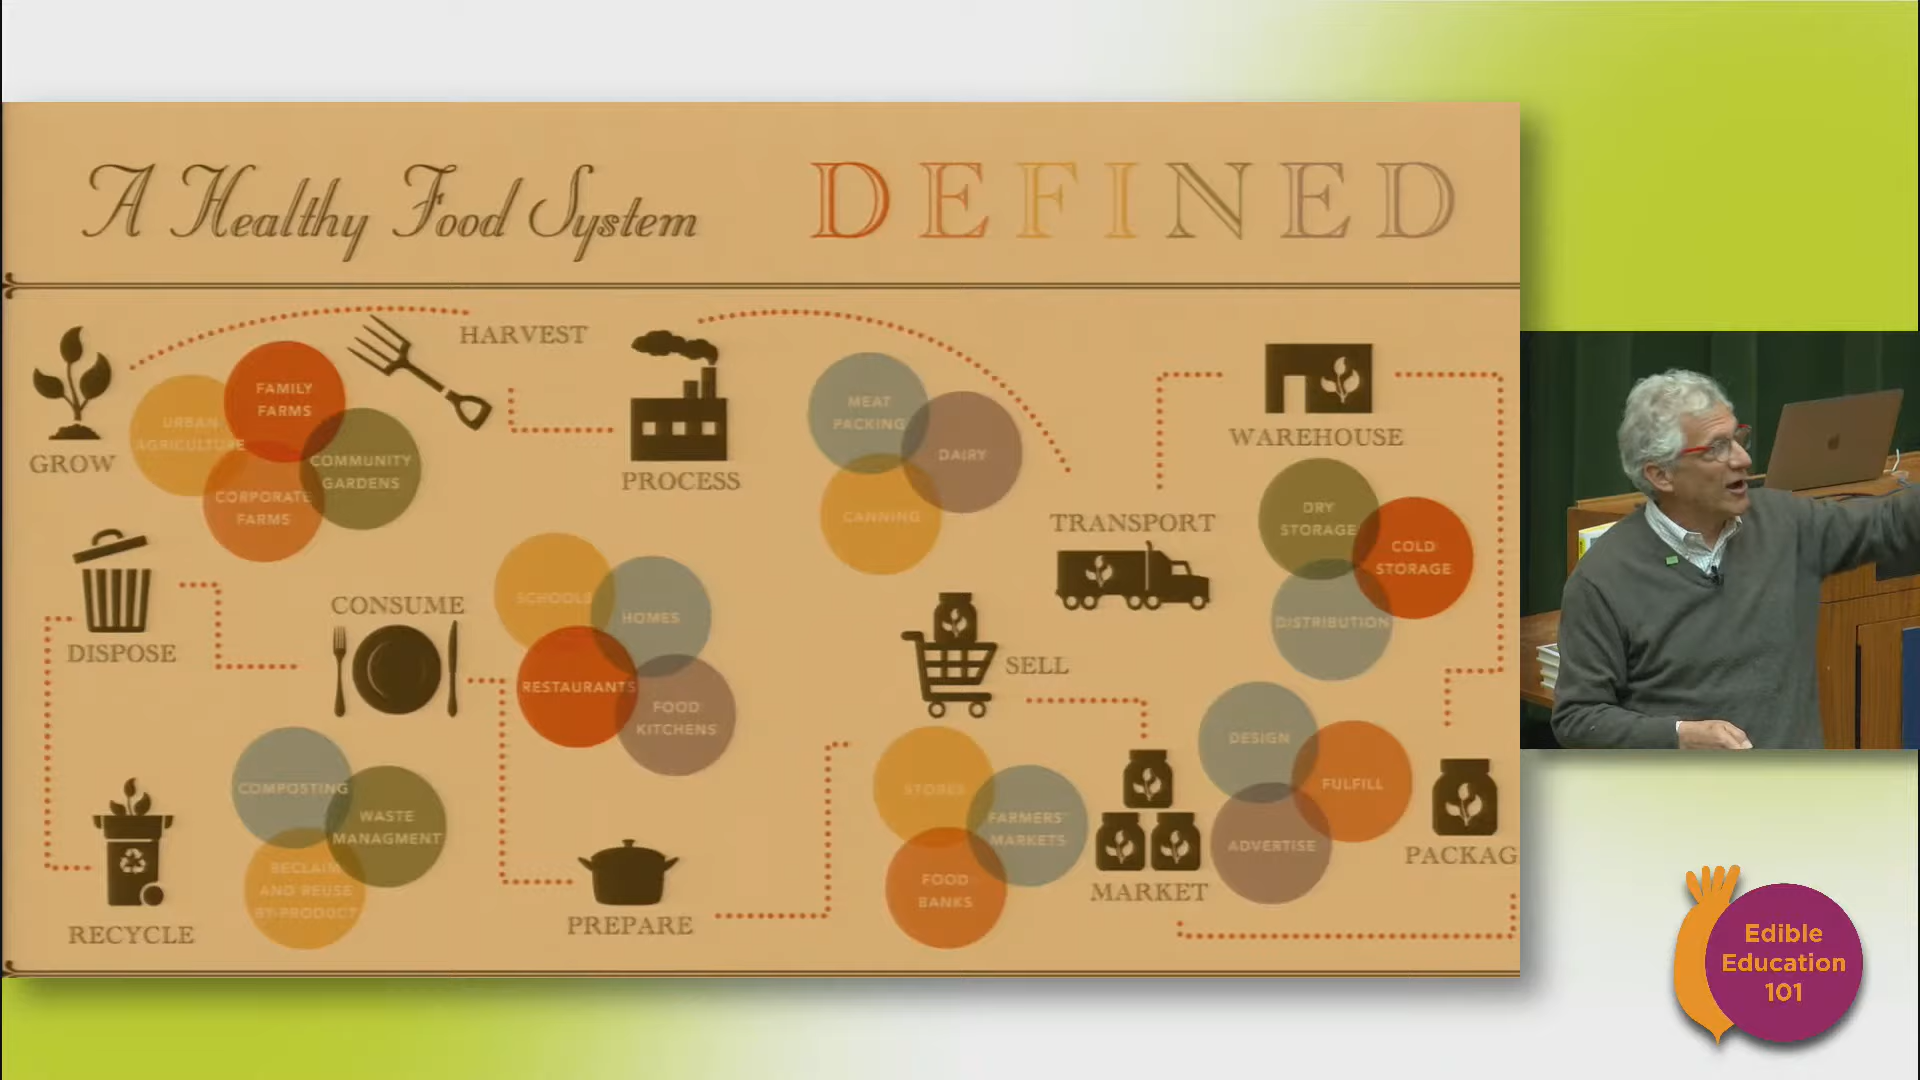 A Healthy Food System DEFINED
HARVEST
GROW
FAMILY
FARMS
URBAN
AGRICULTURE
COMMUNITY
GARDENS
CORPORATE
FARMS
PROCESS
MEAT
PACKING
DAIRY
CANNING
WAREHOUSE
TRANSPORT
DRY
STORAGE
COLD
STORAGE
DISTRIBUTION
DISPOSE
CONSUME
SCHOOLS
HOMES
RESTAURANTS
FOOD
KITCHENS
SELL
DESIGN
FULFILL
ADVERTISE
PACKAG
COMPOSTING
WASTE
MANAGMENT
RECLAIM
AND REUSE
BY-PRODUCT
RECYCLE
PREPARE
STORES
FARMERS'
MARKETS
FOOD
BANKS
MARKET
Edible
Education
101